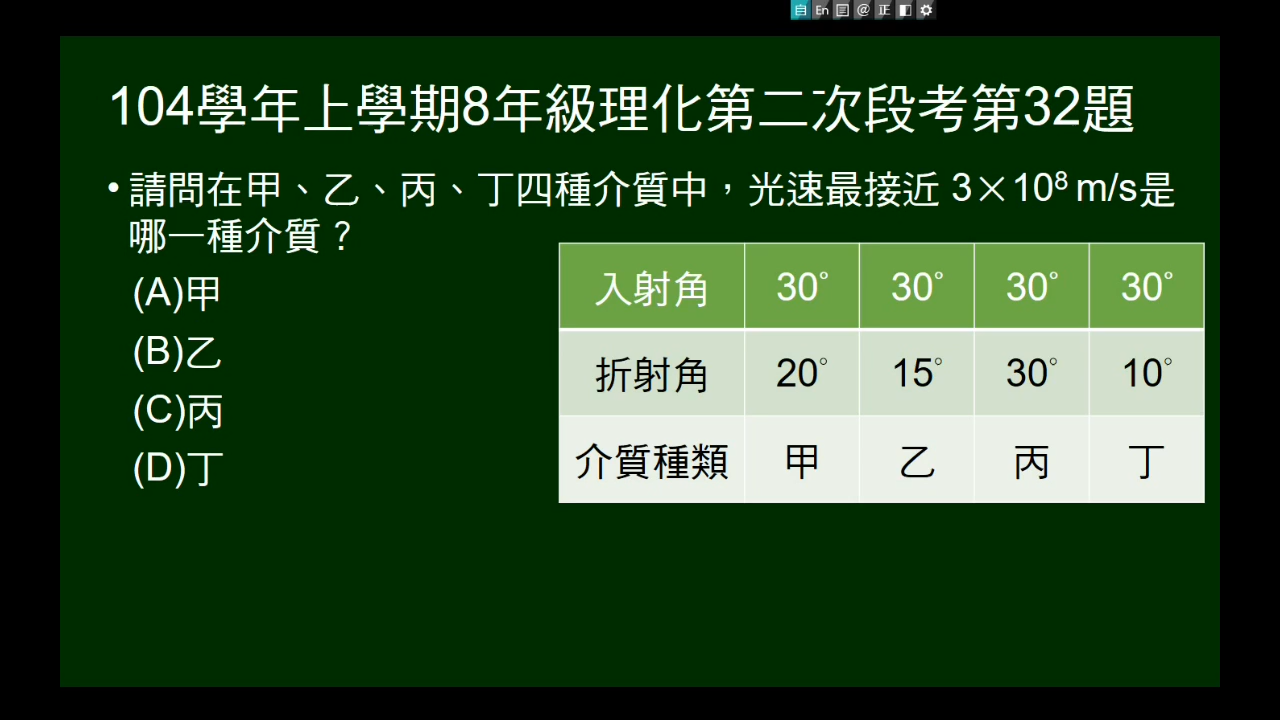 自 En @ 正
104學年上學期8年級理化第二次段考第32題
• 請問在甲、乙、丙、丁四種介質中，光速最接近 3×10⁸ m/s是
哪一種介質？
(A)甲
(B)乙
(C)丙
(D)丁
入射角 30° 30° 30° 30°
折射角 20° 15° 30° 10°
介質種類 甲 乙 丙 丁